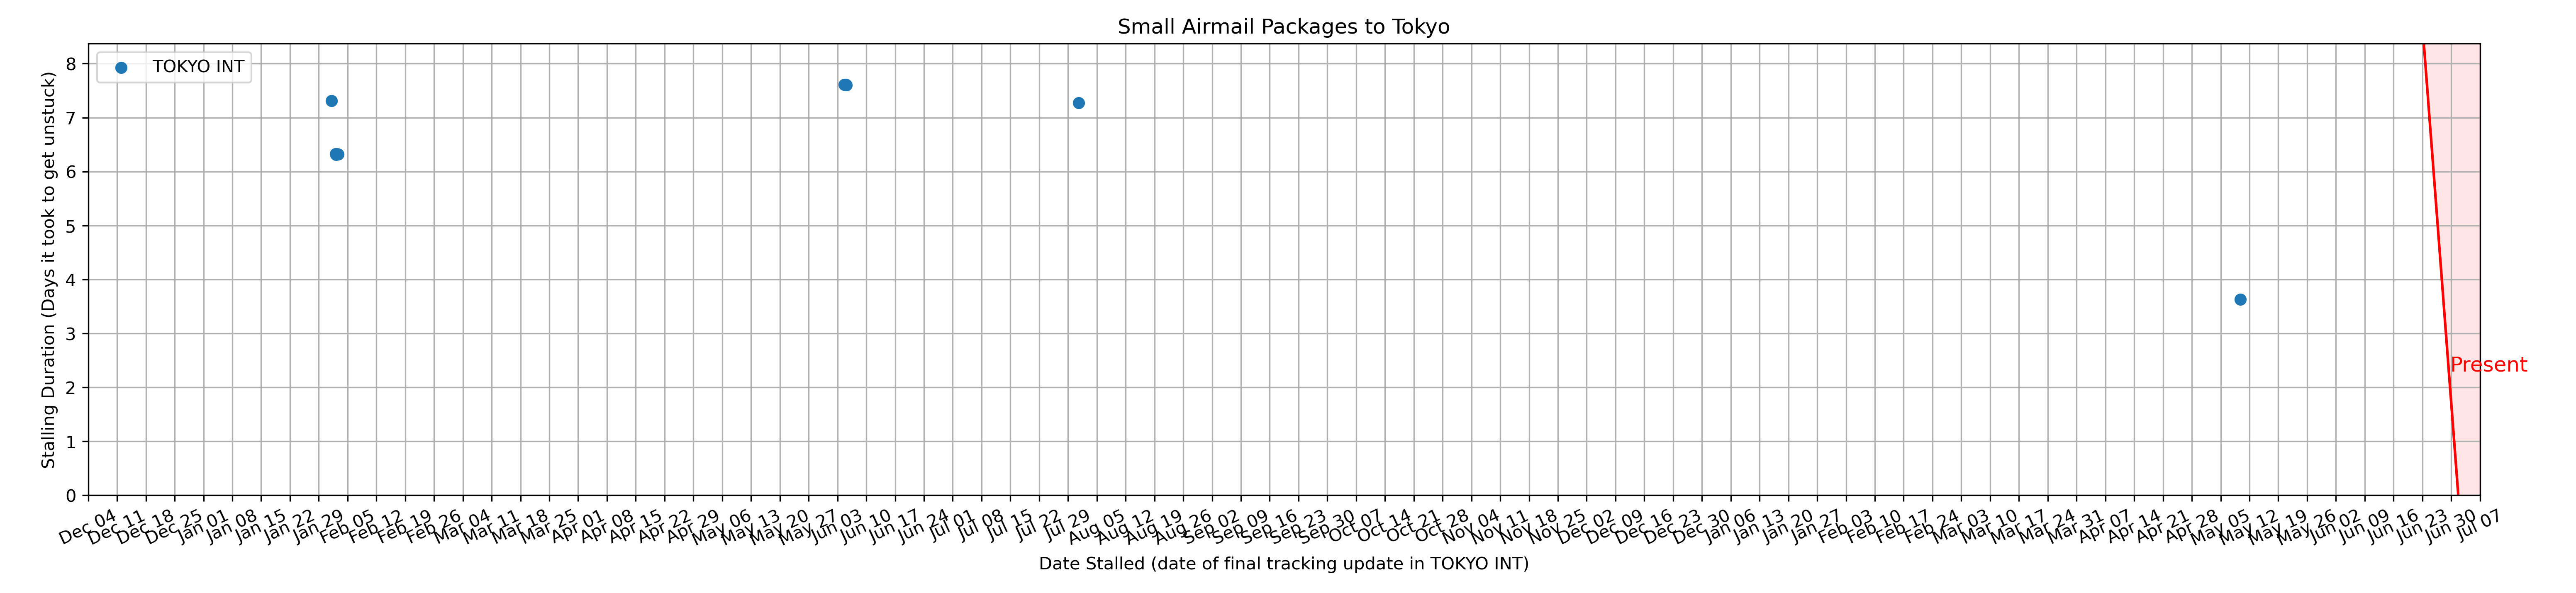 Small Airmail Packages to Tokyo
TOKYO INT
Stalling Duration (Days it took to get unstuck)
8
7
6
5
4
3
2
1
0
Present
Dec 04 Dec 11 Dec 18 Dec 25 Jan 01 Jan 08 Jan 15 Jan 22 Jan 29 Feb 05 Feb 12 Feb 19 Feb 26 Mar 04 Mar 11 Mar 18 Mar 25 Apr 01 Apr 08 Apr 15 Apr 22 Apr 29 May 06 May 13 May 20 May 27 Jun 03 Jun 10 Jun 17 Jun 24 Jul 01 Jul 08 Jul 15 Jul 22 Jul 29 Aug 05 Aug 12 Aug 19 Aug 26 Sep 02 Sep 09 Sep 16 Sep 23 Sep 30 Oct 07 Oct 14 Oct 21 Oct 28 Nov 04 Nov 11 Nov 18 Nov 25 Dec 02 Dec 09 Dec 16 Dec 23 Dec 30 Jan 06 Jan 13 Jan 20 Jan 27 Feb 03 Feb 10 Feb 17 Feb 24 Mar 03 Mar 10 Mar 17 Mar 24 Mar 31 Apr 07 Apr 14 Apr 21 Apr 28 May 05 May 12 May 19 May 26 Jun 02 Jun 09 Jun 16 Jun 23 Jun 30 Jul 07
Date Stalled (date of final tracking update in TOKYO INT)